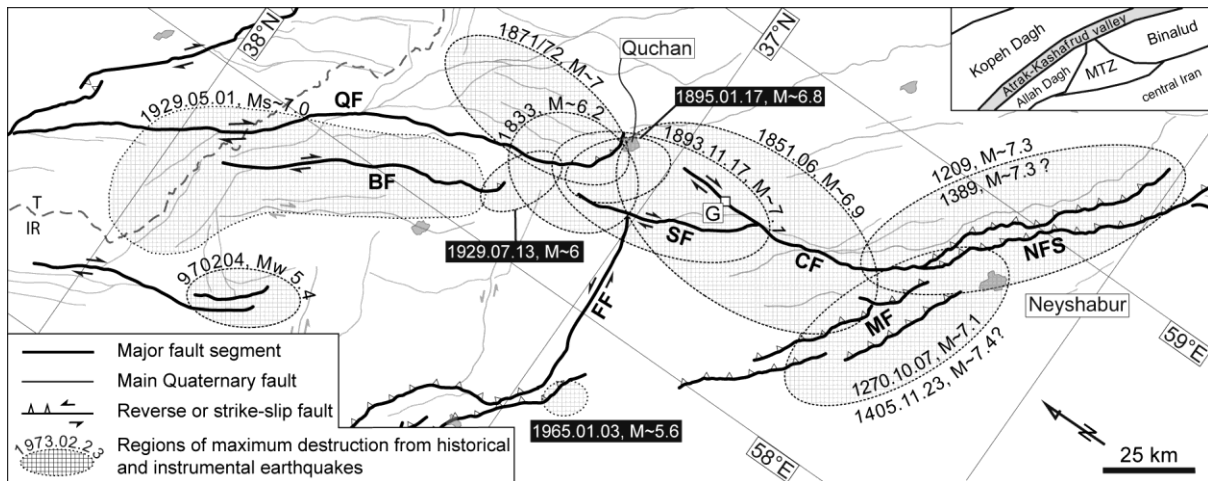 38°N
37°N
Kopeh Dagh
Atrak-Kashafrud valley
Binalud
Allah Dagh
MTZ
central Iran
1871/72, M~7
Quchan
1895.01.17, M~6.8
1929.05.01, Ms~7.0
QF
1833, M~6.2
1893.11.17, M~7.1
1851.06, M~6.9
1209, M~7.3
1389, M~7.3 ?
BF
G
T
IR
1929.07.13, M~6
SF
CF
NFS
970204, Mw 5.4
FF
Neyshabur
MF
59°E
1270.10.07, M~7.1
1405.11.23, M~7.4?
1965.01.03, M~5.6
58°E
N
25 km
Major fault segment
Main Quaternary fault
Reverse or strike-slip fault
1973.02.23
Regions of maximum destruction from historical
and instrumental earthquakes